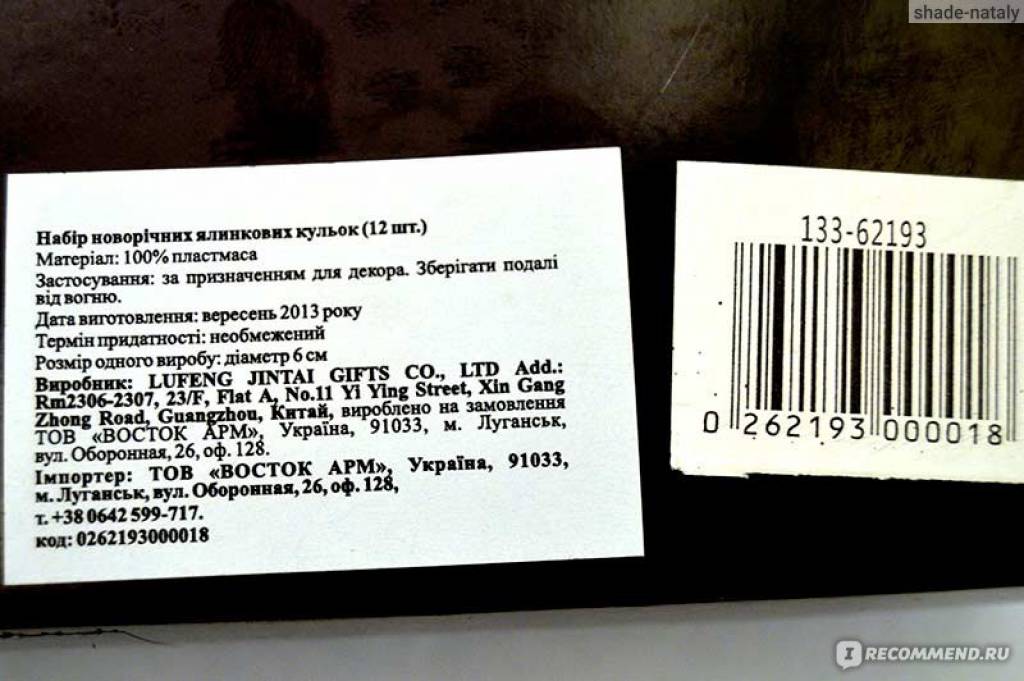 shade-nataly
Набір новорічних ялинкових кульок (12 шт.)
Матеріал: 100% пластмаса
Застосування: за призначенням для декора. Зберігати подалі
від вогню.
Дата виготовлення: вересень 2013 року
Термін придатності: необмежений
Розмір одного виробу: діаметр 6 см
Виробник: LUFENG JINTAI GIFTS CO., LTD Add.:
Rm2306-2307, 23/F, Flat A, No.11 Yi Ying Street, Xin Gang
Zhong Road, Guangzhou, Китай, вироблено на замовлення
ТОВ «ВОСТОК АРМ», Україна, 91033, м. Луганськ,
вул. Оборонная, 26, оф. 128.
Імпортер: ТОВ «ВОСТОК АРМ», Україна, 91033,
м. Луганськ, вул. Оборонная, 26, оф. 128,
т. +38 0642 599-717.
код: 0262193000018
133-62193
0 262193 000018
IRECOMMEND.RU